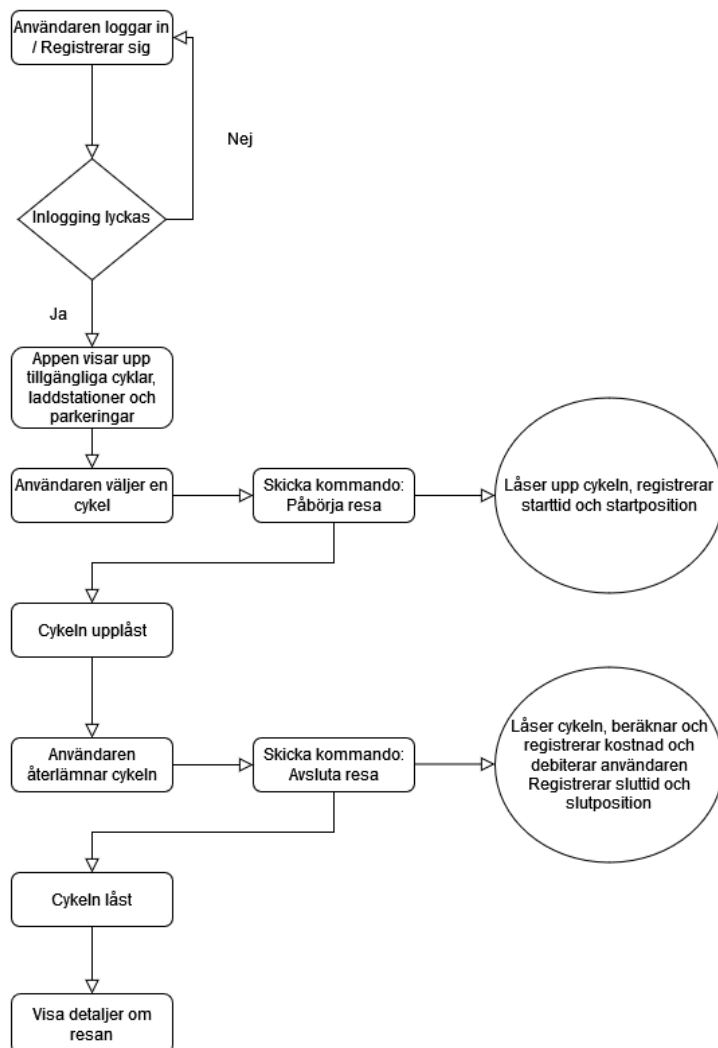 Användaren loggar in
/ Registrerar sig
Nej
Inlogging lyckas
Ja
Appen visar upp
tillgängliga cyklar,
laddstationer och
parkeringar
Användaren väljer en
cykel
Skicka kommando:
Påbörja resa
Låser upp cykeln, registrerar
starttid och startposition
Cykeln upplåst
Användaren
återlämnar cykeln
Skicka kommando:
Avsluta resa
Låser cykeln, beräknar och
registrerar kostnad och
debiterar användaren
Registrerar sluttid och
slutposition
Cykeln låst
Visa detaljer om
resan